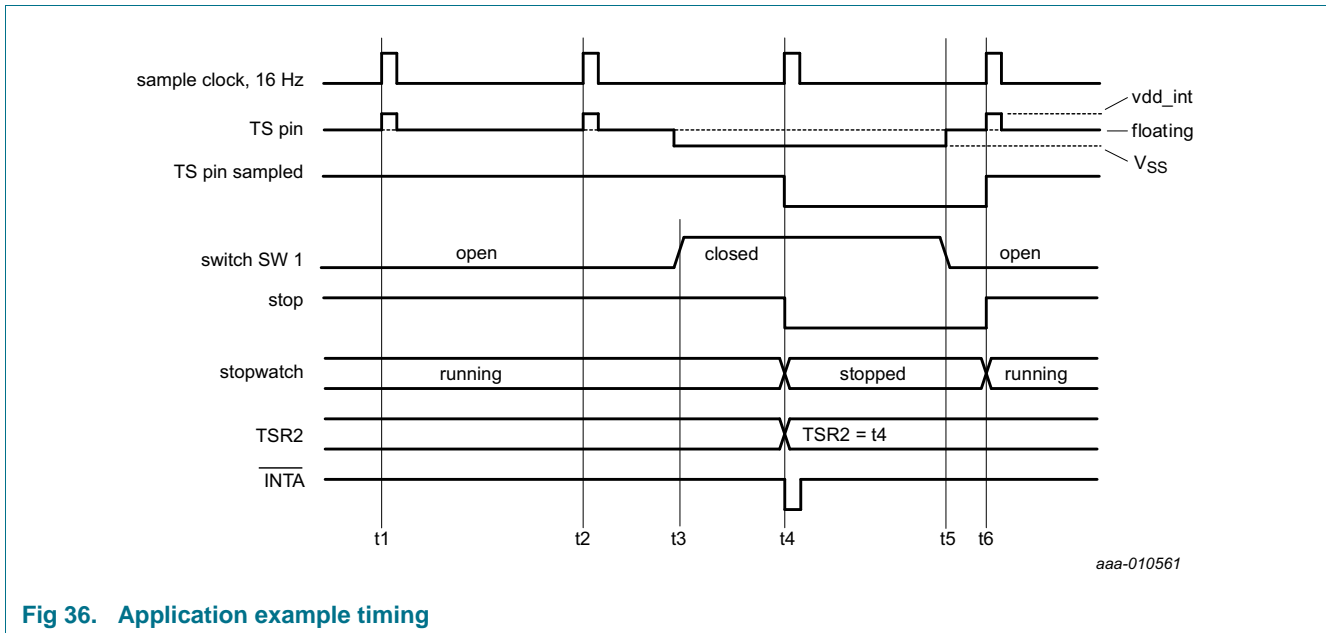 sample clock, 16 Hz
vdd_int
TS pin
floating
VSS
TS pin sampled
switch SW 1
open
closed
open
stop
stopwatch
running
stopped
running
TSR2
TSR2 = t4
INTA
t1
t2
t3
t4
t5
t6
aaa-010561
Fig 36. Application example timing